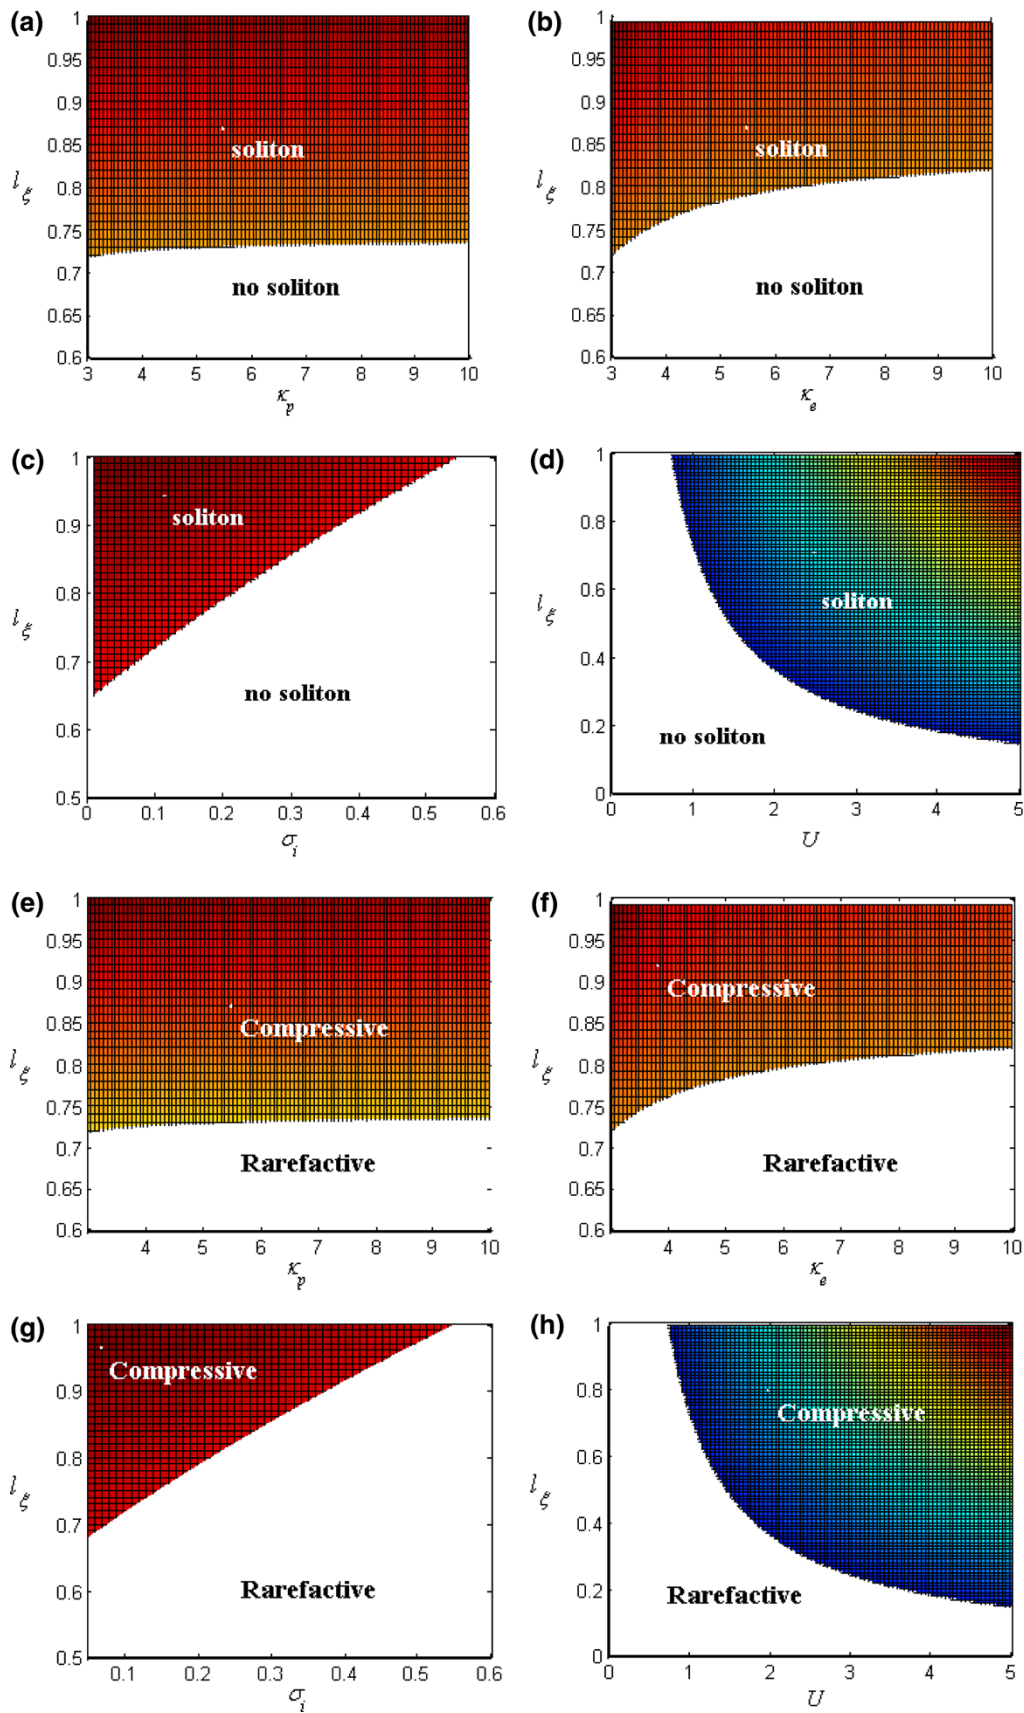 (a)
1
0.95
0.9
0.85
0.8
0.75
0.7
0.65
0.6
l_ξ
soliton
no soliton
3 4 5 6 7 8 9 10
κ_p
(b)
1
0.95
0.9
0.85
0.8
0.75
0.7
0.65
0.6
l_ξ
soliton
no soliton
3 4 5 6 7 8 9 10
κ_e
(c)
1
0.9
0.8
0.7
0.6
0.5
l_ξ
soliton
no soliton
0 0.1 0.2 0.3 0.4 0.5 0.6
σ_i
(d)
1
0.8
0.6
0.4
0.2
0
l_ξ
soliton
no soliton
0 1 2 3 4 5
U
(e)
1
0.95
0.9
0.85
0.8
0.75
0.7
0.65
0.6
l_ξ
Compressive
Rarefactive
4 5 6 7 8 9 10
κ_p
(f)
1
0.95
0.9
0.85
0.8
0.75
0.7
0.65
0.6
l_ξ
Compressive
Rarefactive
4 5 6 7 8 9 10
κ_e
(g)
1
0.9
0.8
0.7
0.6
0.5
l_ξ
Compressive
Rarefactive
0.1 0.2 0.3 0.4 0.5 0.6
σ_i
(h)
1
0.8
0.6
0.4
0.2
0
l_ξ
Compressive
Rarefactive
0 1 2 3 4 5
U